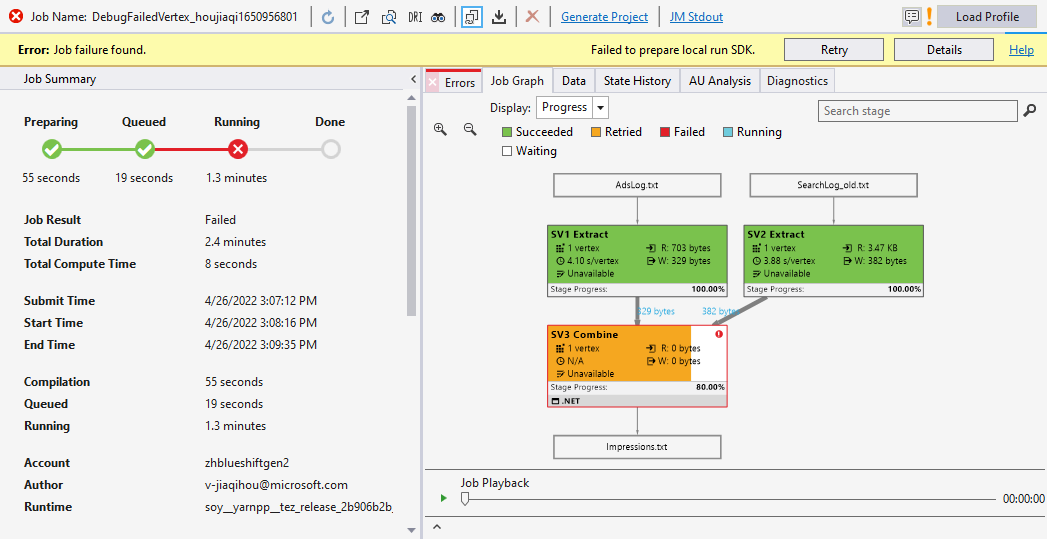 Job Name: DebugFailedVertex_houjiaqi1650956801
DRI
Generate Project
JM Stdout
Load Profile
Error: Job failure found.
Failed to prepare local run SDK.
Retry
Details
Help
Job Summary
Preparing Queued Running Done
55 seconds 19 seconds 1.3 minutes
Job Result Failed
Total Duration 2.4 minutes
Total Compute Time 8 seconds
Submit Time 4/26/2022 3:07:12 PM
Start Time 4/26/2022 3:08:16 PM
End Time 4/26/2022 3:09:35 PM
Compilation 55 seconds
Queued 19 seconds
Running 1.3 minutes
Account zhblueshiftgen2
Author v-jiaqihou@microsoft.com
Runtime soy__yarnpp__tez_release_2b906b2b_
Errors Job Graph Data State History AU Analysis Diagnostics
Display: Progress
Search stage
Succeeded Retried Failed Running
Waiting
AdsLog.txt
SearchLog_old.txt
SV1 Extract
1 vertex R: 703 bytes
4.10 s/vertex W: 329 bytes
Unavailable
Stage Progress: 100.00%
SV2 Extract
1 vertex R: 3.47 KB
3.88 s/vertex W: 382 bytes
Unavailable
Stage Progress: 100.00%
329 bytes
382 bytes
SV3 Combine
1 vertex R: 0 bytes
N/A W: 0 bytes
Unavailable
Stage Progress: 80.00%
.NET
Impressions.txt
Job Playback
00:00:00